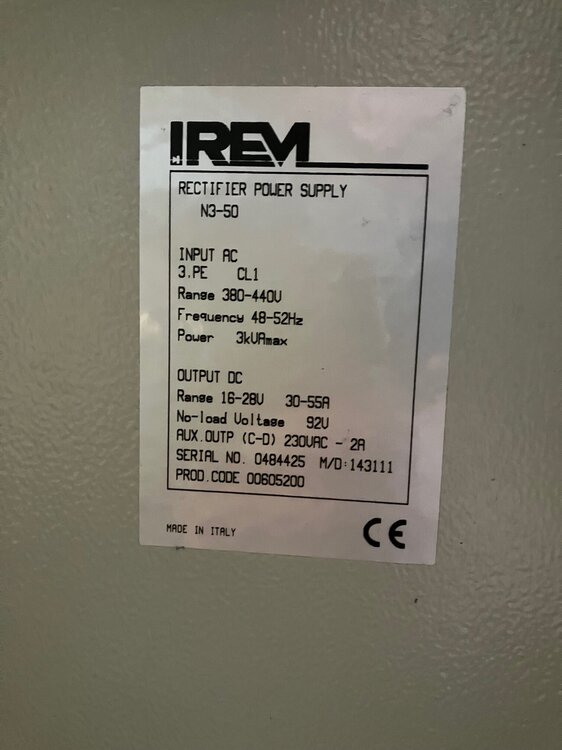 IREM
RECTIFIER POWER SUPPLY
N3-50
INPUT AC
3.PE CL1
Range 380-440V
Frequency 48-52Hz
Power 3kVAmax
OUTPUT DC
Range 16-28V 30-55A
No-load Voltage 92V
AUX.OUTP (C-D) 230VAC - 2A
SERIAL NO. 0484425 M/D:143111
PROD.CODE 00605200
MADE IN ITALY CE